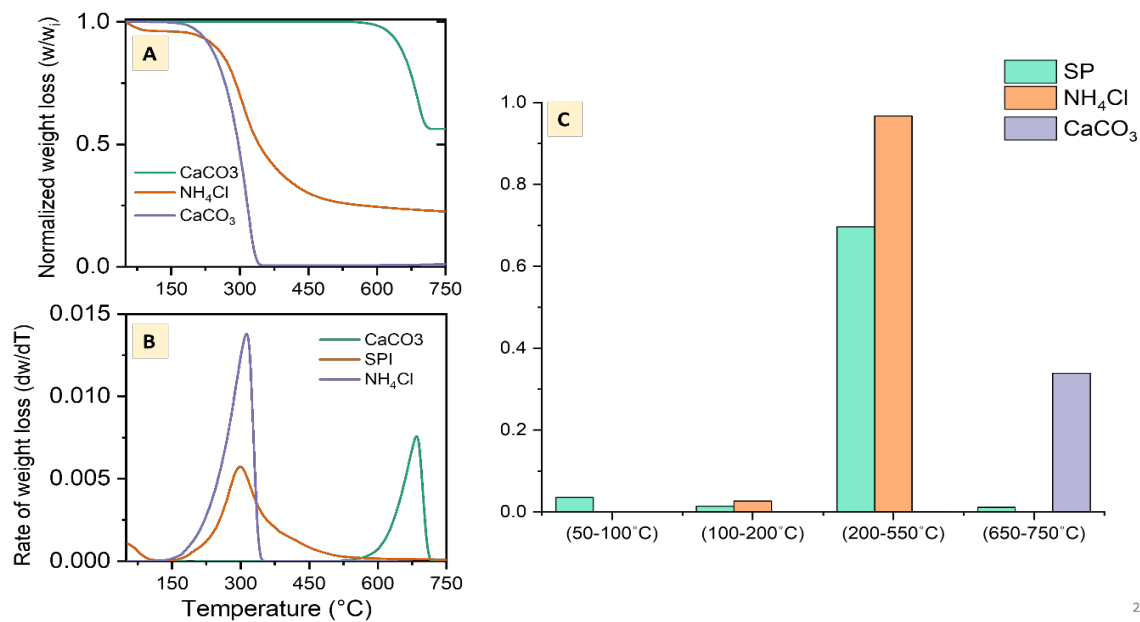 Normalized weight loss (w/wᵢ)
1.0
0.5
0.0
A
CaCO3
NH₄Cl
CaCO₃
150 300 450 600 750
Rate of weight loss (dw/dT)
0.015
0.010
0.005
0.000
B
CaCO3
SPI
NH₄Cl
150 300 450 600 750
Temperature (°C)
SP
NH₄Cl
CaCO₃
C
1.0
0.8
0.6
0.4
0.2
0.0
(50-100°C) (100-200°C) (200-550°C) (650-750°C)
2